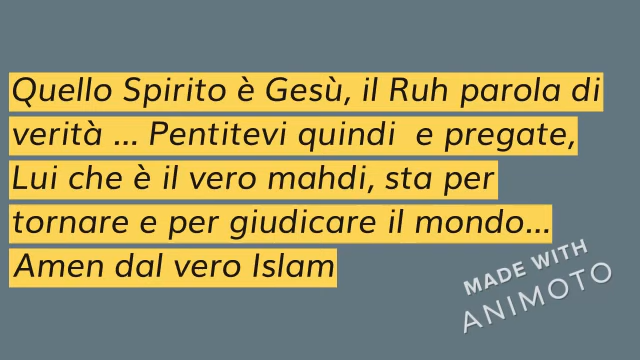 Quello Spirito è Gesù, il Ruh parola di
verità ... Pentitevi quindi e pregate,
Lui che è il vero mahdi, sta per
tornare e per giudicare il mondo...
Amen dal vero Islam
MADE WITH
ANIMOTO